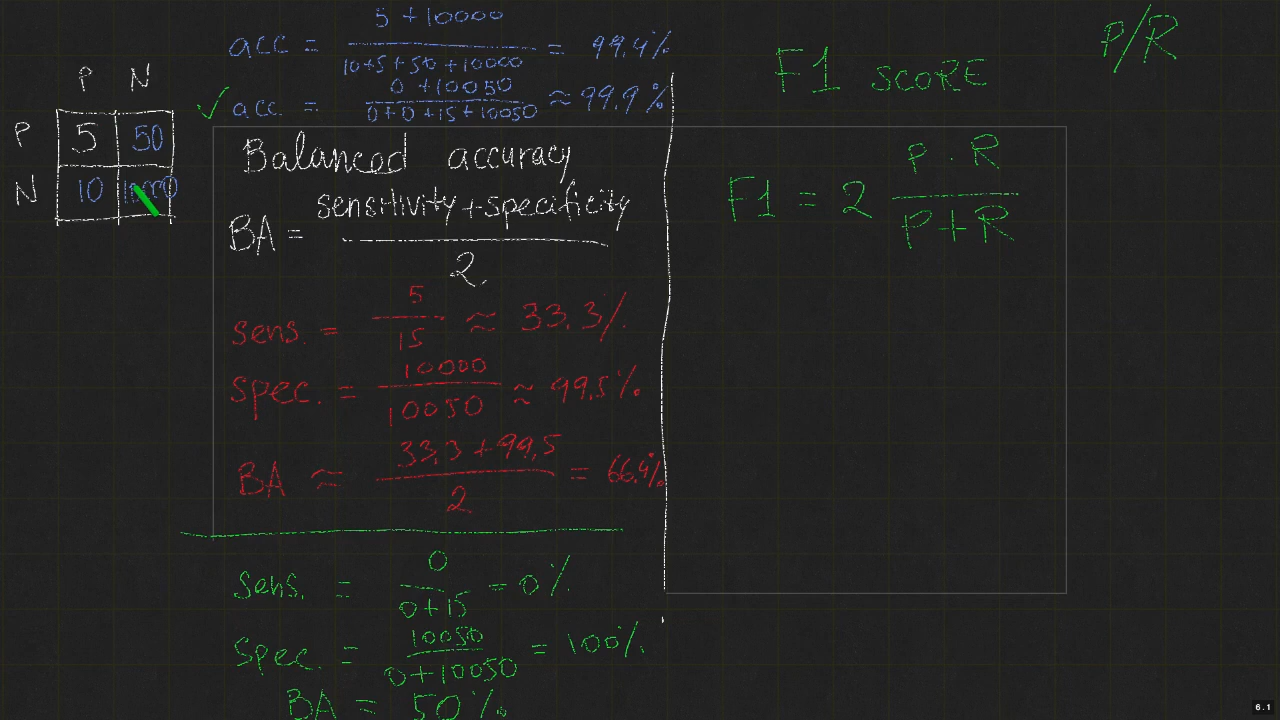 acc = 5 + 10000 / 10+5+50+10000 = 99.4%
✓ acc. = 0 + 10050 / 0+0+15+10050 ≈ 99.9%
P N
P 5 50
N 10
Balanced accuracy
BA = sensitivity + specificity / 2
sens. = 5 / 15 ≈ 33.3%
spec. = 10000 / 10050 ≈ 99.5%
BA ≈ 33.3 + 99.5 / 2 = 66.4%
sens. = 0 / 0+15 = 0%
spec. = 10050 / 0+10050 = 100%
BA = 50%
F1 SCORE
P/R
F1 = 2 P · R / P + R
6.1